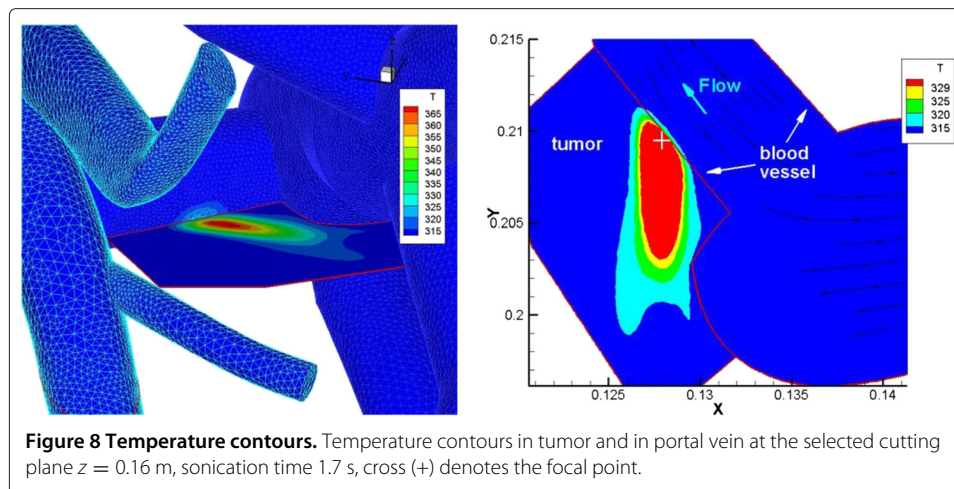 T
365
360
355
350
345
340
335
330
325
320
315
z
0.215
0.21
0.205
0.2
Y
0.125
0.13
0.135
0.14
X
Flow
tumor
blood
vessel
T
329
325
320
315
Figure 8 Temperature contours. Temperature contours in tumor and in portal vein at the selected cutting
plane z = 0.16 m, sonication time 1.7 s, cross (+) denotes the focal point.